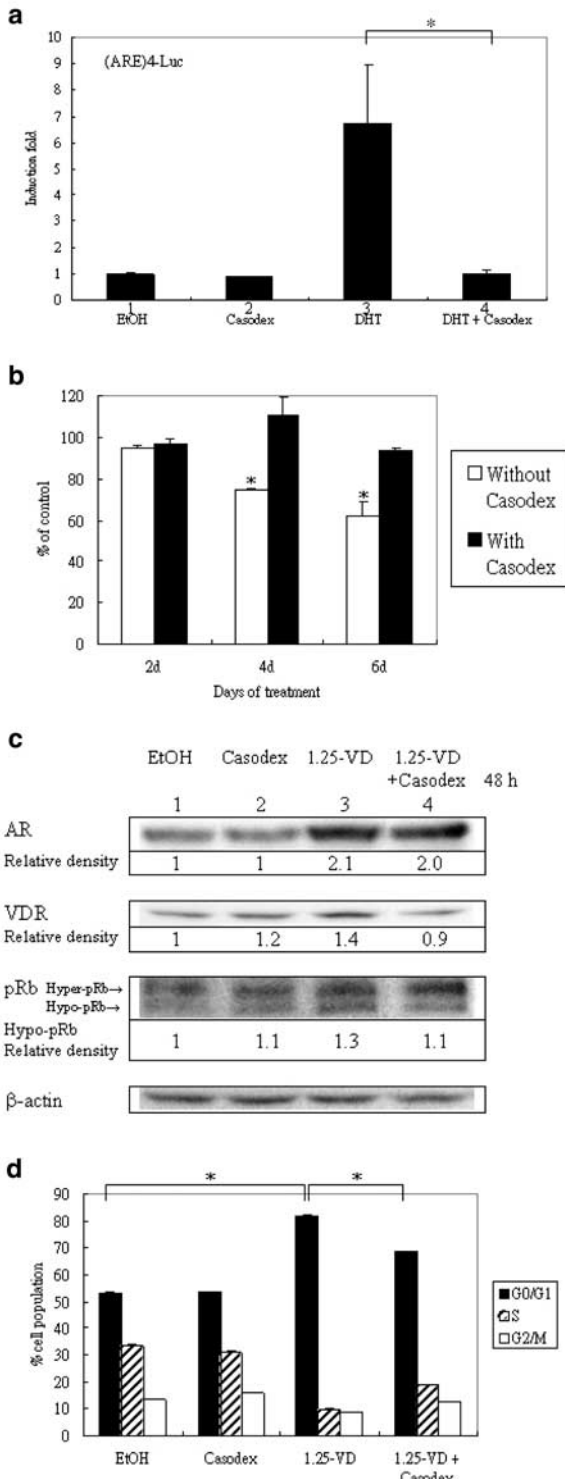 a
*
10
(ARE)4-Luc
9
8
7
6
5
4
3
2
1
0
Induction fold
1 2 3 4
EtOH Casodex DHT DHT + Casodex
b
120
100
80
60
40
20
0
% of control
* *
2d 4d 6d
Days of treatment
Without Casodex
With Casodex
c
EtOH Casodex 1.25-VD 1.25-VD
+Casodex 48 h
1 2 3 4
AR
Relative density 1 1 2.1 2.0
VDR
Relative density 1 1.2 1.4 0.9
pRb Hyper-pRb→
Hypo-pRb→
Hypo-pRb
Relative density 1 1.1 1.3 1.1
β-actin
d
* *
90
80
70
60
50
40
30
20
10
0
% cell population
G0/G1
S
G2/M
EtOH Casodex 1.25-VD 1.25-VD +
Casodex